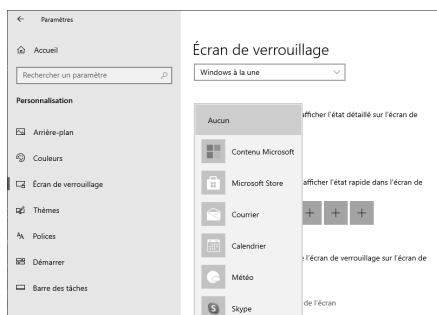 Paramètres
Accueil
Rechercher un paramètre
Personnalisation
Arrière-plan
Couleurs
Écran de verrouillage
Thèmes
Polices
Démarrer
Barre des tâches
Écran de verrouillage
Windows à la une
afficher l'état détaillé sur l'écran de
Aucun
Contenu Microsoft
Microsoft Store
afficher l'état rapide dans l'écran de
Courrier
Calendrier
l'écran de verrouillage sur l'écran de
Météo
de l'écran
Skype